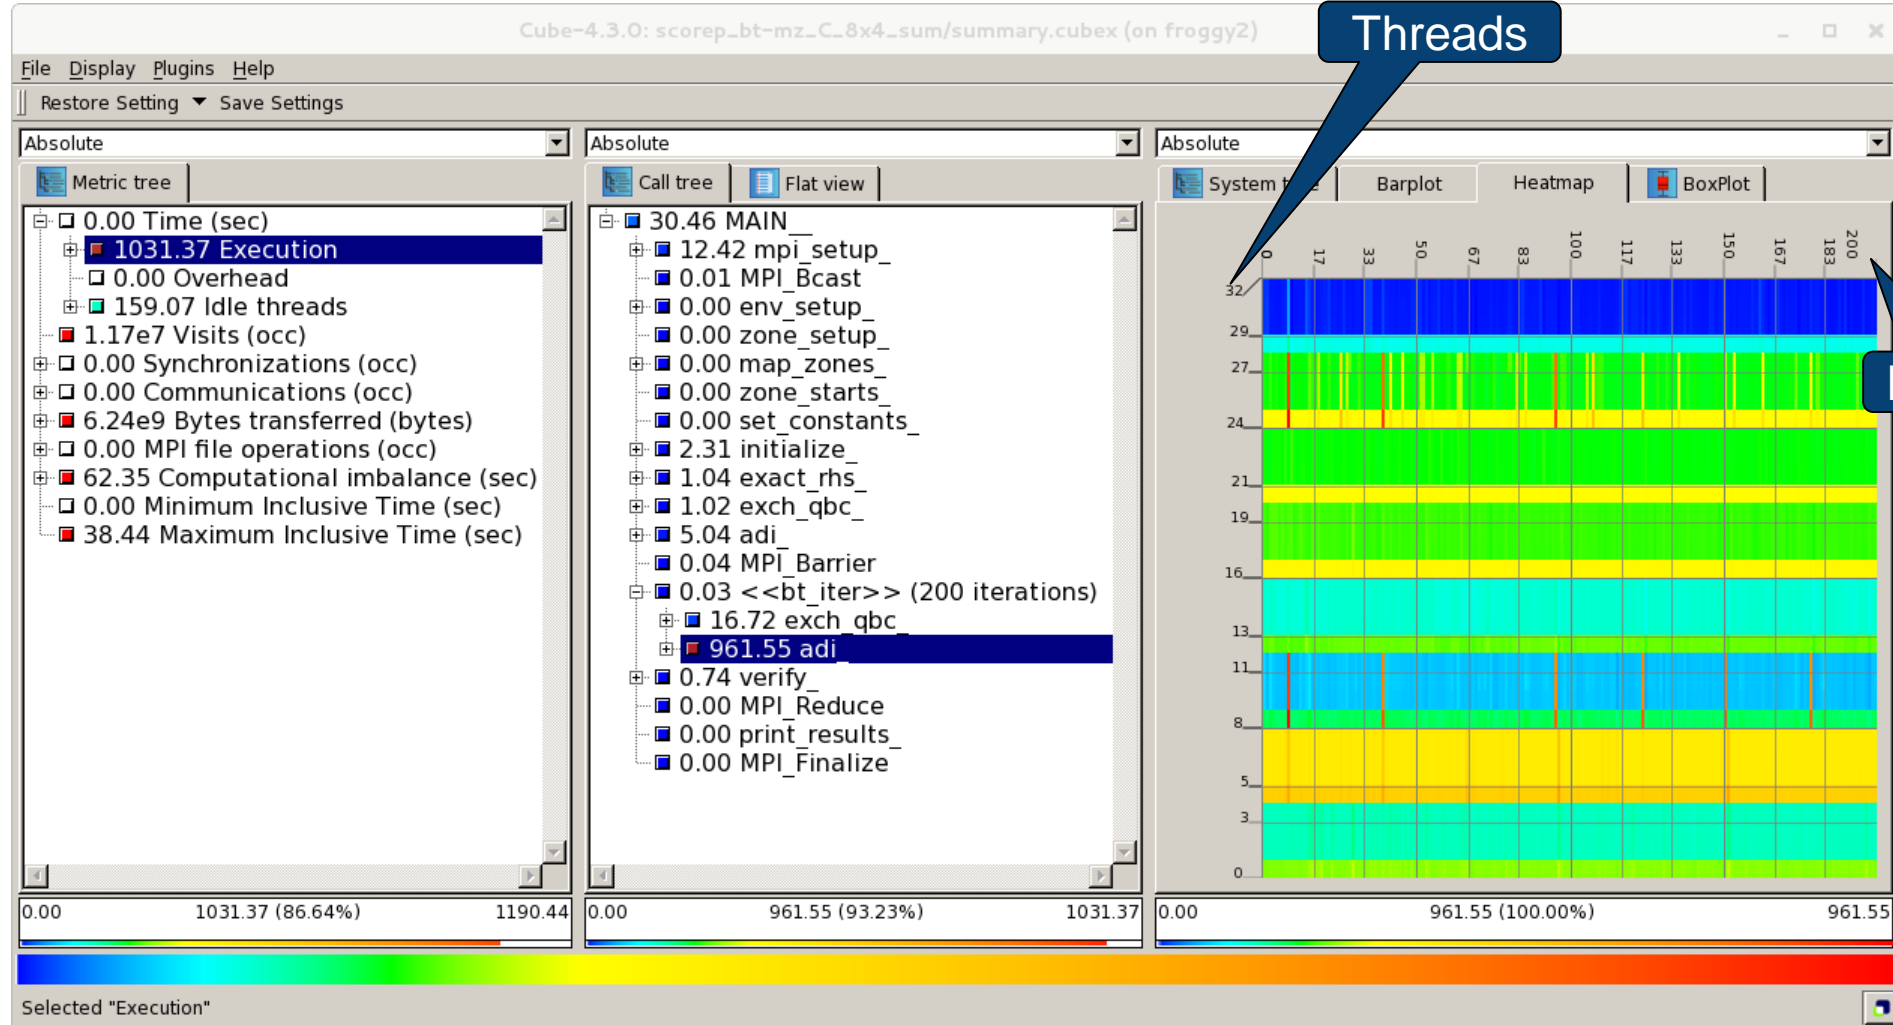 Cube-4.3.0: scorep_bt-mz_C_8x4_sum/summary.cubex (on froggy2)
Threads
File Display Plugins Help
Restore Setting Save Settings
Absolute
Metric tree
0.00 Time (sec)
1031.37 Execution
0.00 Overhead
159.07 Idle threads
1.17e7 Visits (occ)
0.00 Synchronizations (occ)
0.00 Communications (occ)
6.24e9 Bytes transferred (bytes)
0.00 MPI file operations (occ)
62.35 Computational imbalance (sec)
0.00 Minimum Inclusive Time (sec)
38.44 Maximum Inclusive Time (sec)
0.00 1031.37 (86.64%) 1190.44
Absolute
Call tree Flat view
30.46 MAIN__
12.42 mpi_setup_
0.01 MPI_Bcast
0.00 env_setup_
0.00 zone_setup_
0.00 map_zones_
0.00 zone_starts_
0.00 set_constants_
2.31 initialize_
1.04 exact_rhs_
1.02 exch_qbc_
5.04 adi_
0.04 MPI_Barrier
0.03 <<bt_iter>> (200 iterations)
16.72 exch_qbc_
961.55 adi_
0.74 verify_
0.00 MPI_Reduce
0.00 print_results_
0.00 MPI_Finalize
0.00 961.55 (93.23%) 1031.37
Absolute
System Barplot Heatmap BoxPlot
0 17 33 50 67 83 100 117 133 150 167 183 200
32
29
27
24
21
19
16
13
11
8
5
3
0
0.00 961.55 (100.00%) 961.55
Selected "Execution"